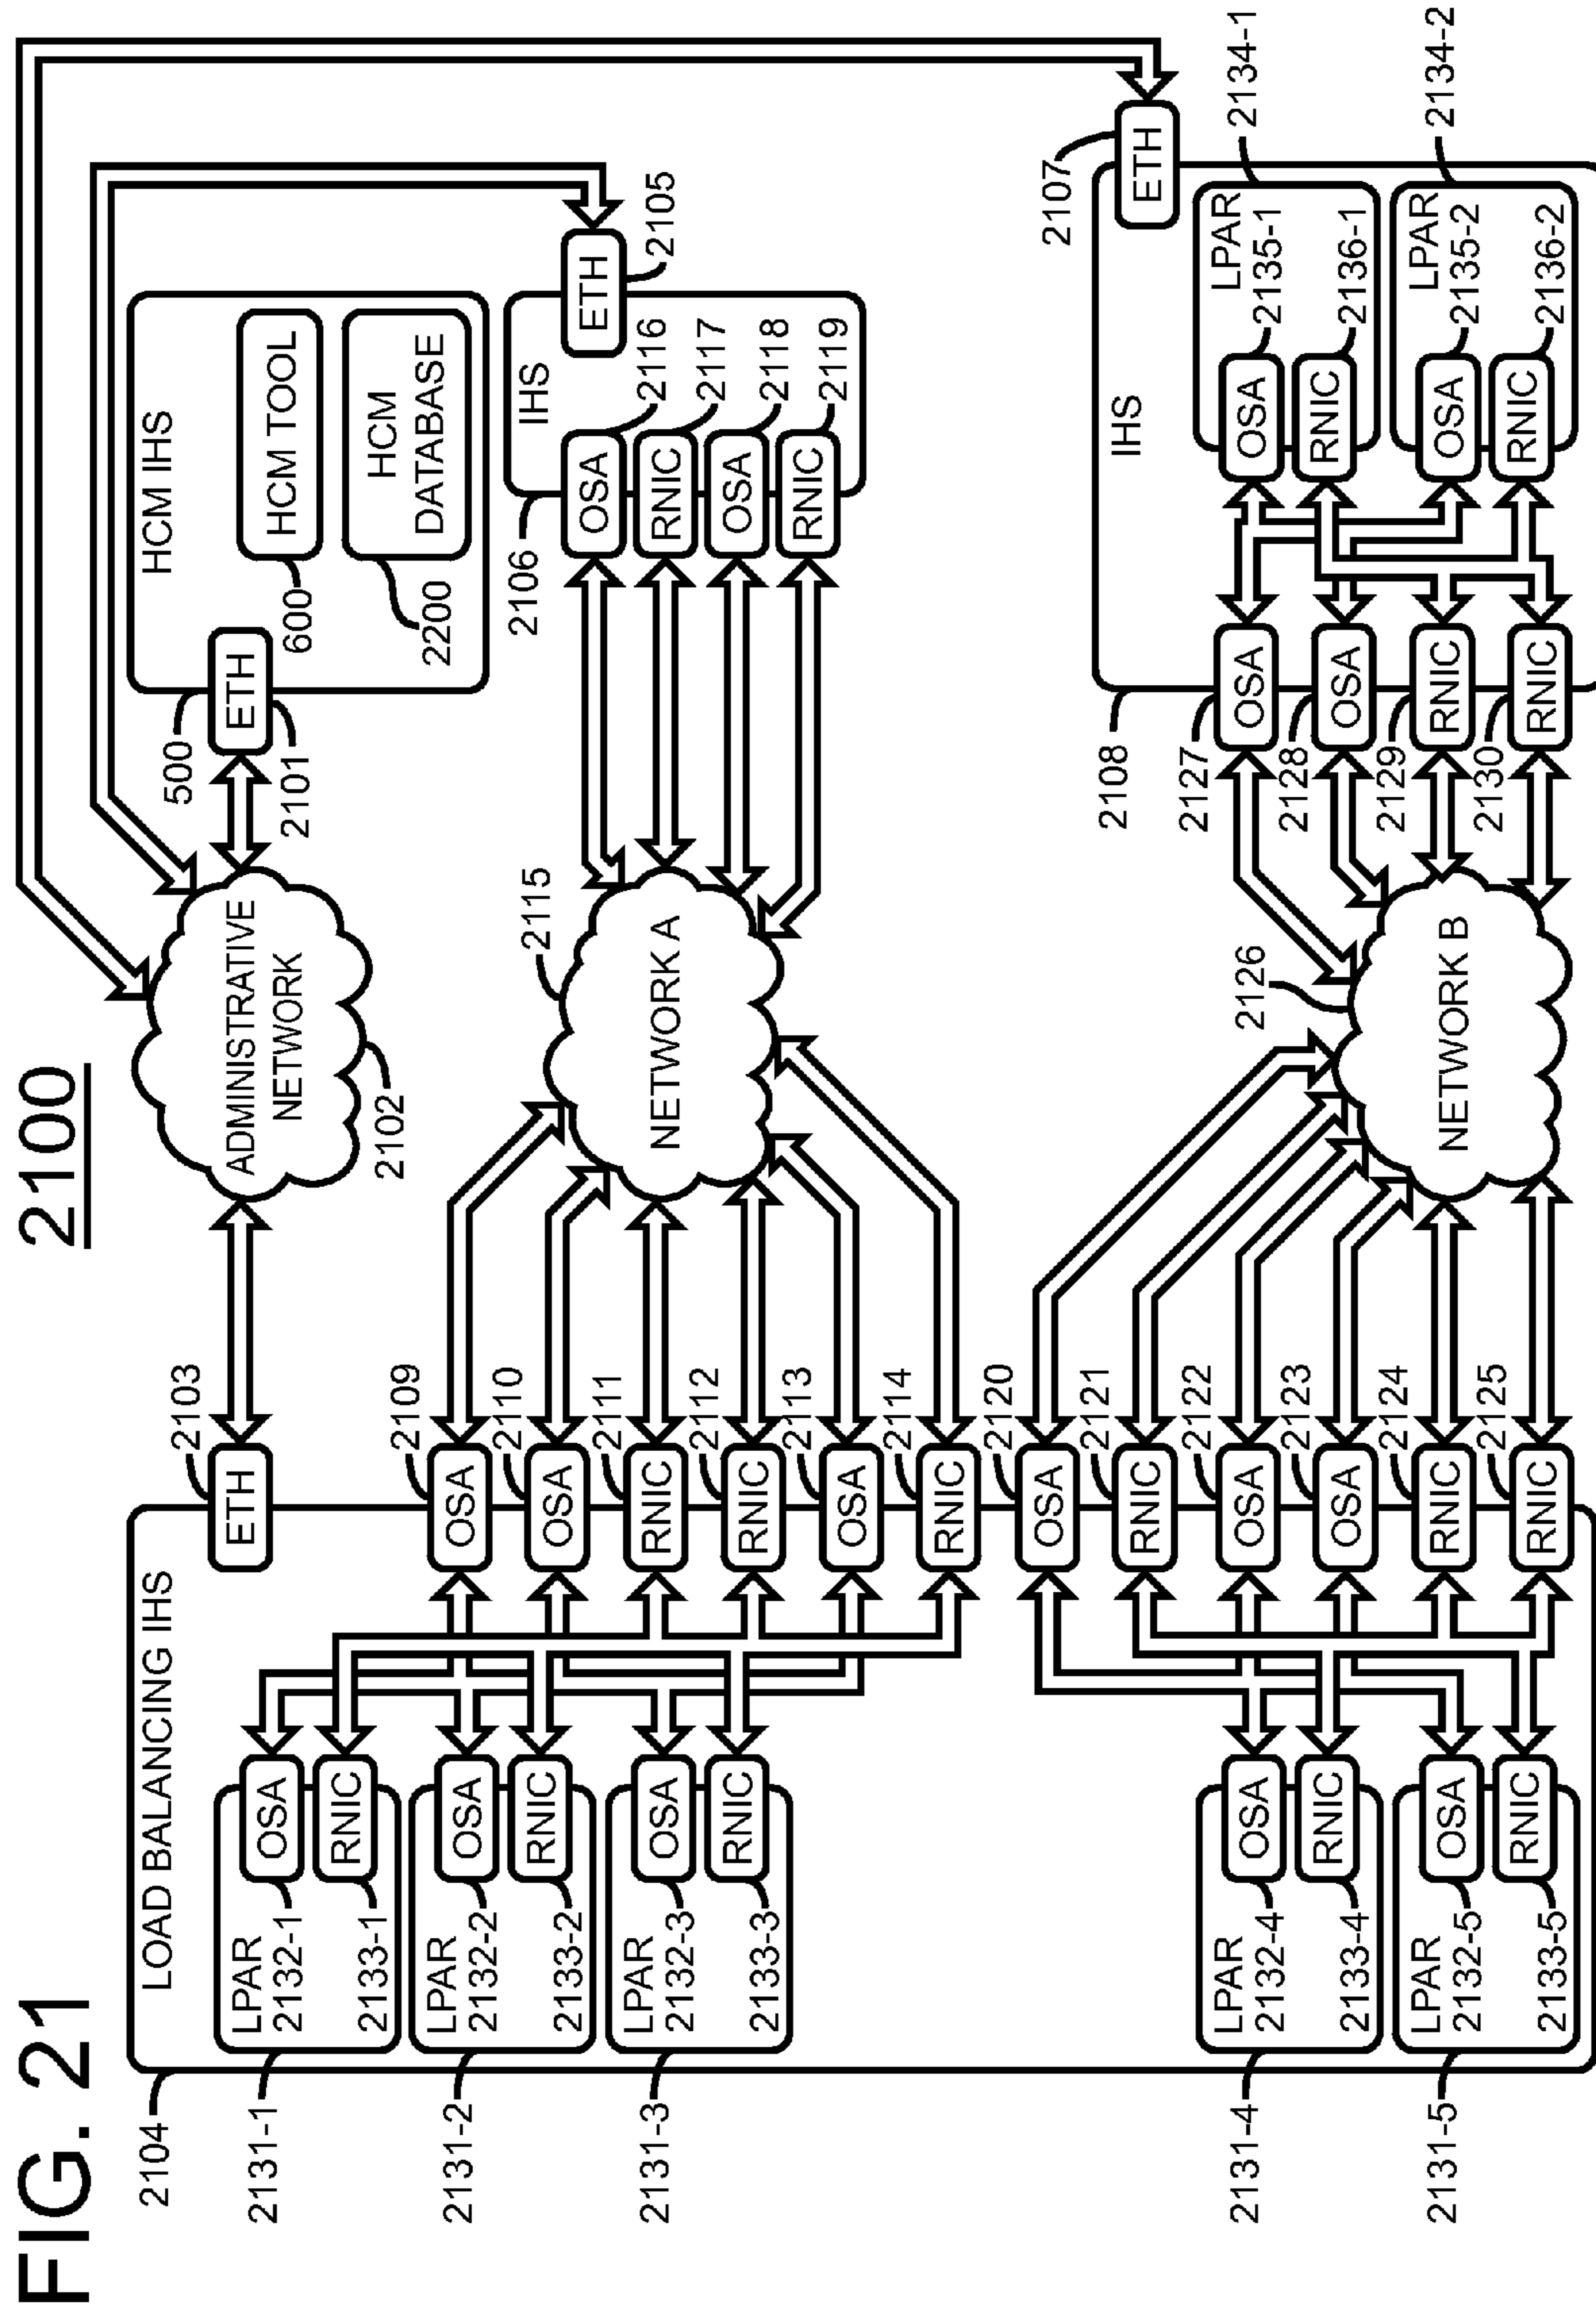 FIG. 21
2100
2104
LOAD BALANCING IHS
2103
ETH
ADMINISTRATIVE
NETWORK
2102
500
ETH
2101
HCM IHS
600
HCM TOOL
2200
HCM
DATABASE
2131-1
LPAR
2132-1
OSA
2133-1
RNIC
2131-2
LPAR
2132-2
OSA
2133-2
RNIC
2131-3
LPAR
2132-3
OSA
2133-3
RNIC
2131-4
LPAR
2132-4
OSA
2133-4
RNIC
2131-5
LPAR
2132-5
OSA
2133-5
RNIC
2109
OSA
2110
OSA
2111
RNIC
2112
RNIC
2113
OSA
2114
RNIC
2120
OSA
2121
RNIC
2122
OSA
2123
OSA
2124
RNIC
2125
RNIC
2115
NETWORK A
2126
NETWORK B
2106
IHS
ETH
2105
OSA
2116
RNIC
2117
OSA
2118
RNIC
2119
2108
IHS
2107
ETH
2127
OSA
2128
OSA
2129
RNIC
2130
RNIC
LPAR
2134-1
OSA
2135-1
RNIC
2136-1
LPAR
2134-2
OSA
2135-2
RNIC
2136-2